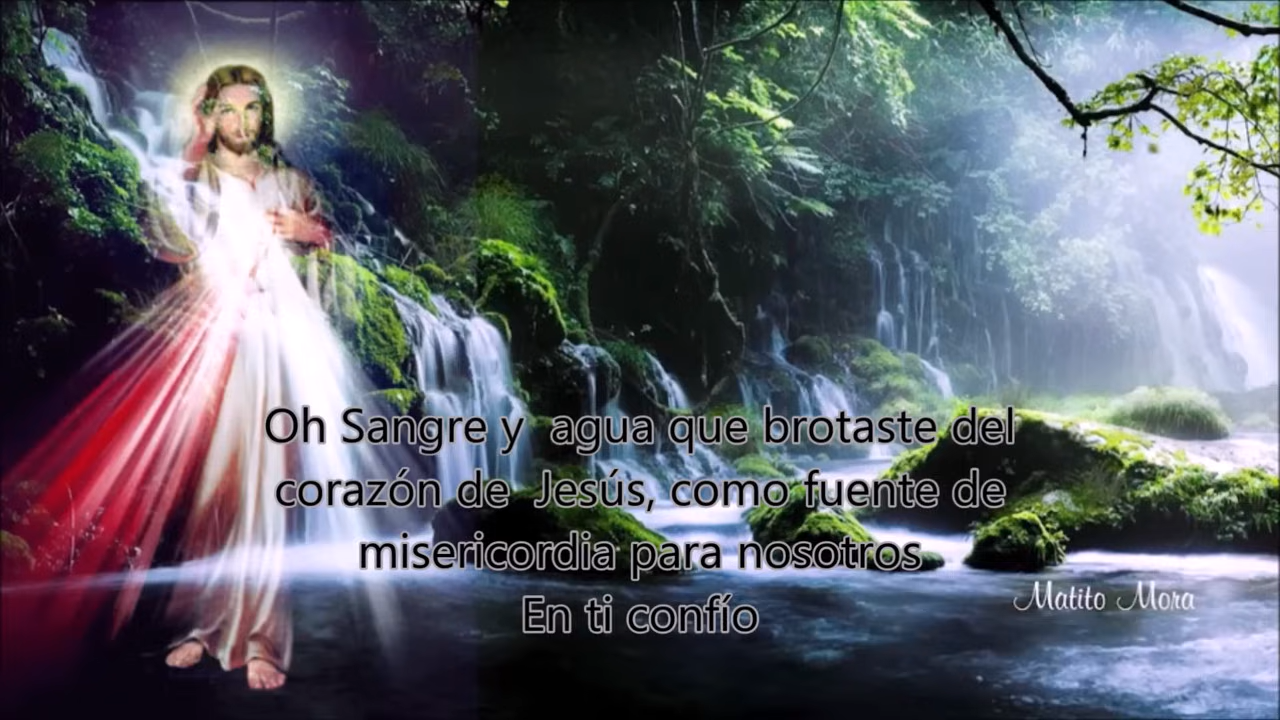 Oh Sangre y  agua que brotaste del
corazón de  Jesús, como fuente de
misericordia para nosotros
En ti confío
Matito Mora